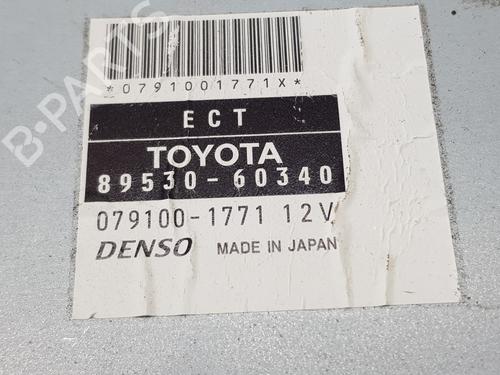 B-PARTS
*0791001771X*
ECT
TOYOTA
89530-60340
079100-1771 12V
DENSO MADE IN JAPAN